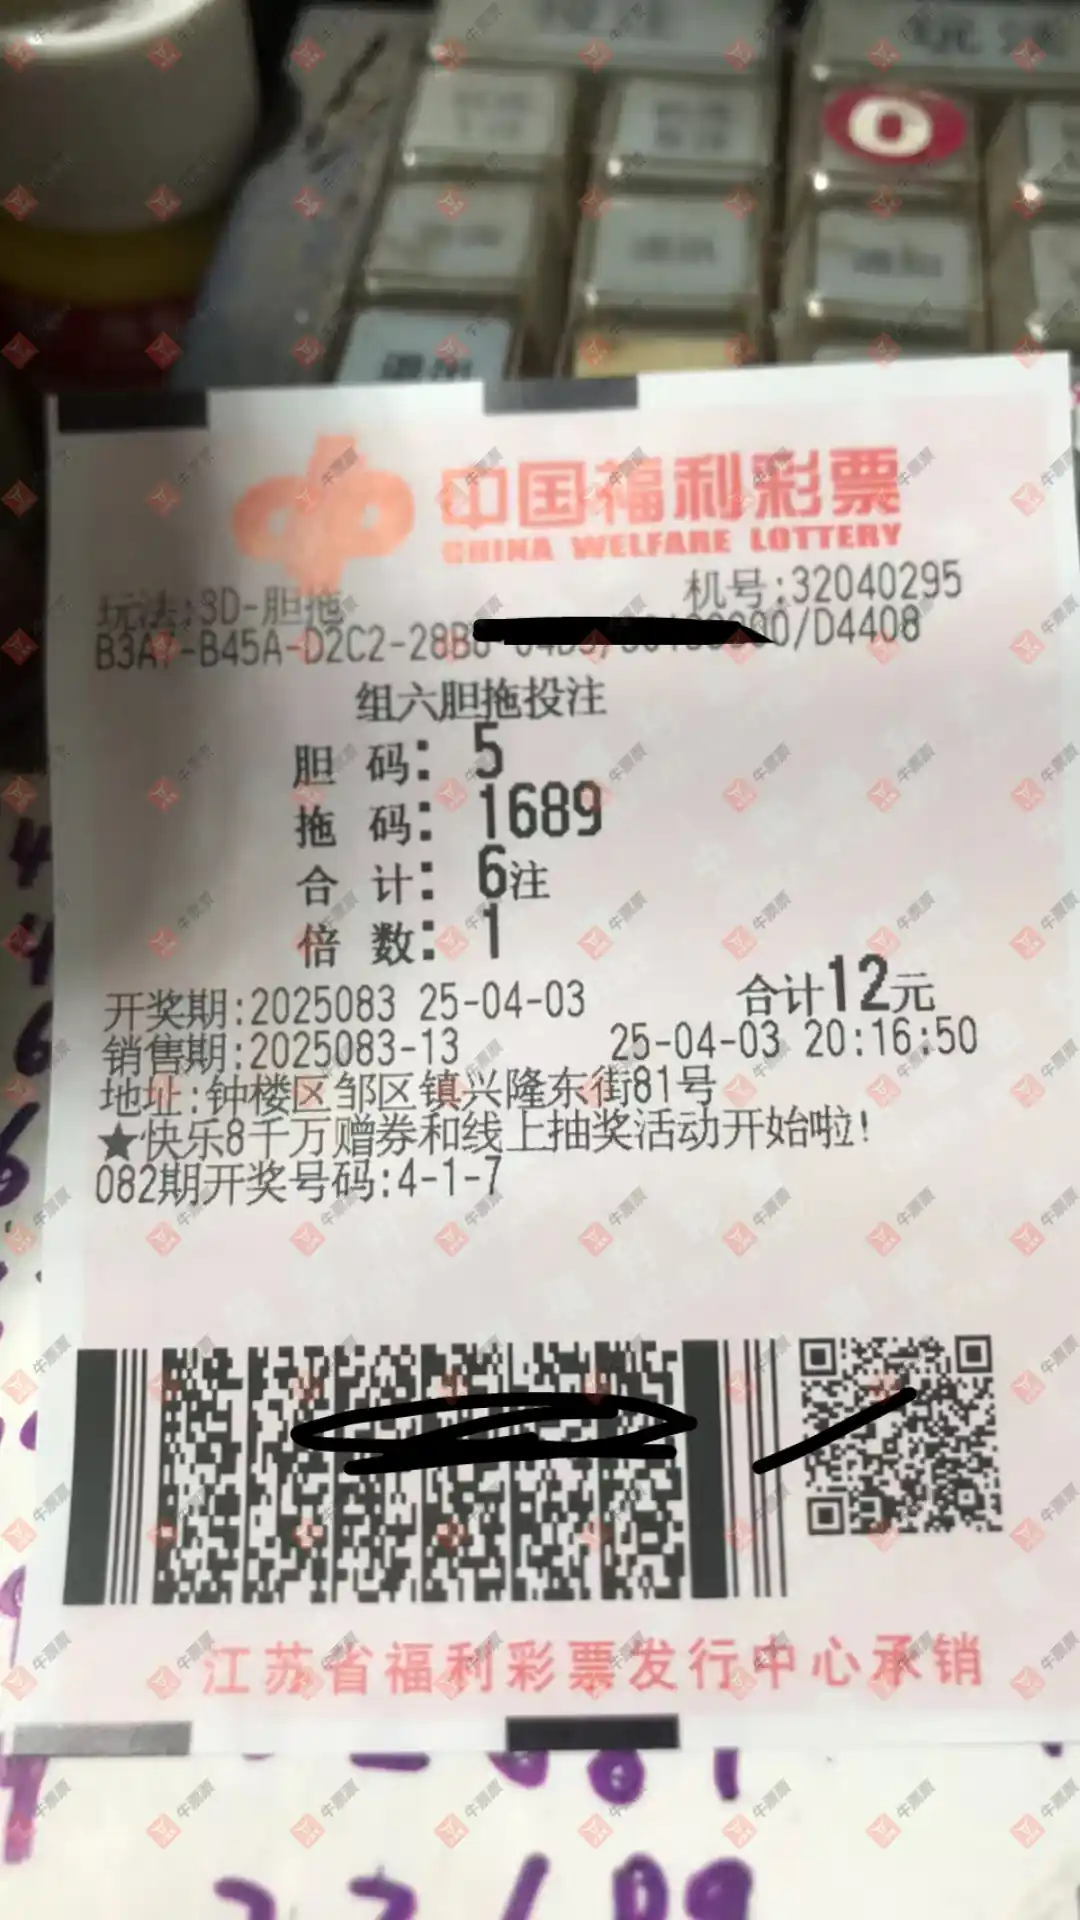 O
中国福利彩票
CHINA WELFARE LOTTERY
玩法:3D-胆拖 机号:32040295
B3A7-B45A-D2C2-28B /D4408
组六胆拖投注
胆 码: 5
拖 码: 1689
合 计: 6注
倍 数: 1
开奖期:2025083 25-04-03 合计12元
销售期:2025083-13 25-04-03 20:16:50
地址:钟楼区邹区镇兴隆东街81号
★快乐8千万赠券和线上抽奖活动开始啦!
082期开奖号码:4-1-7
江苏省福利彩票发行中心承销
牛票票